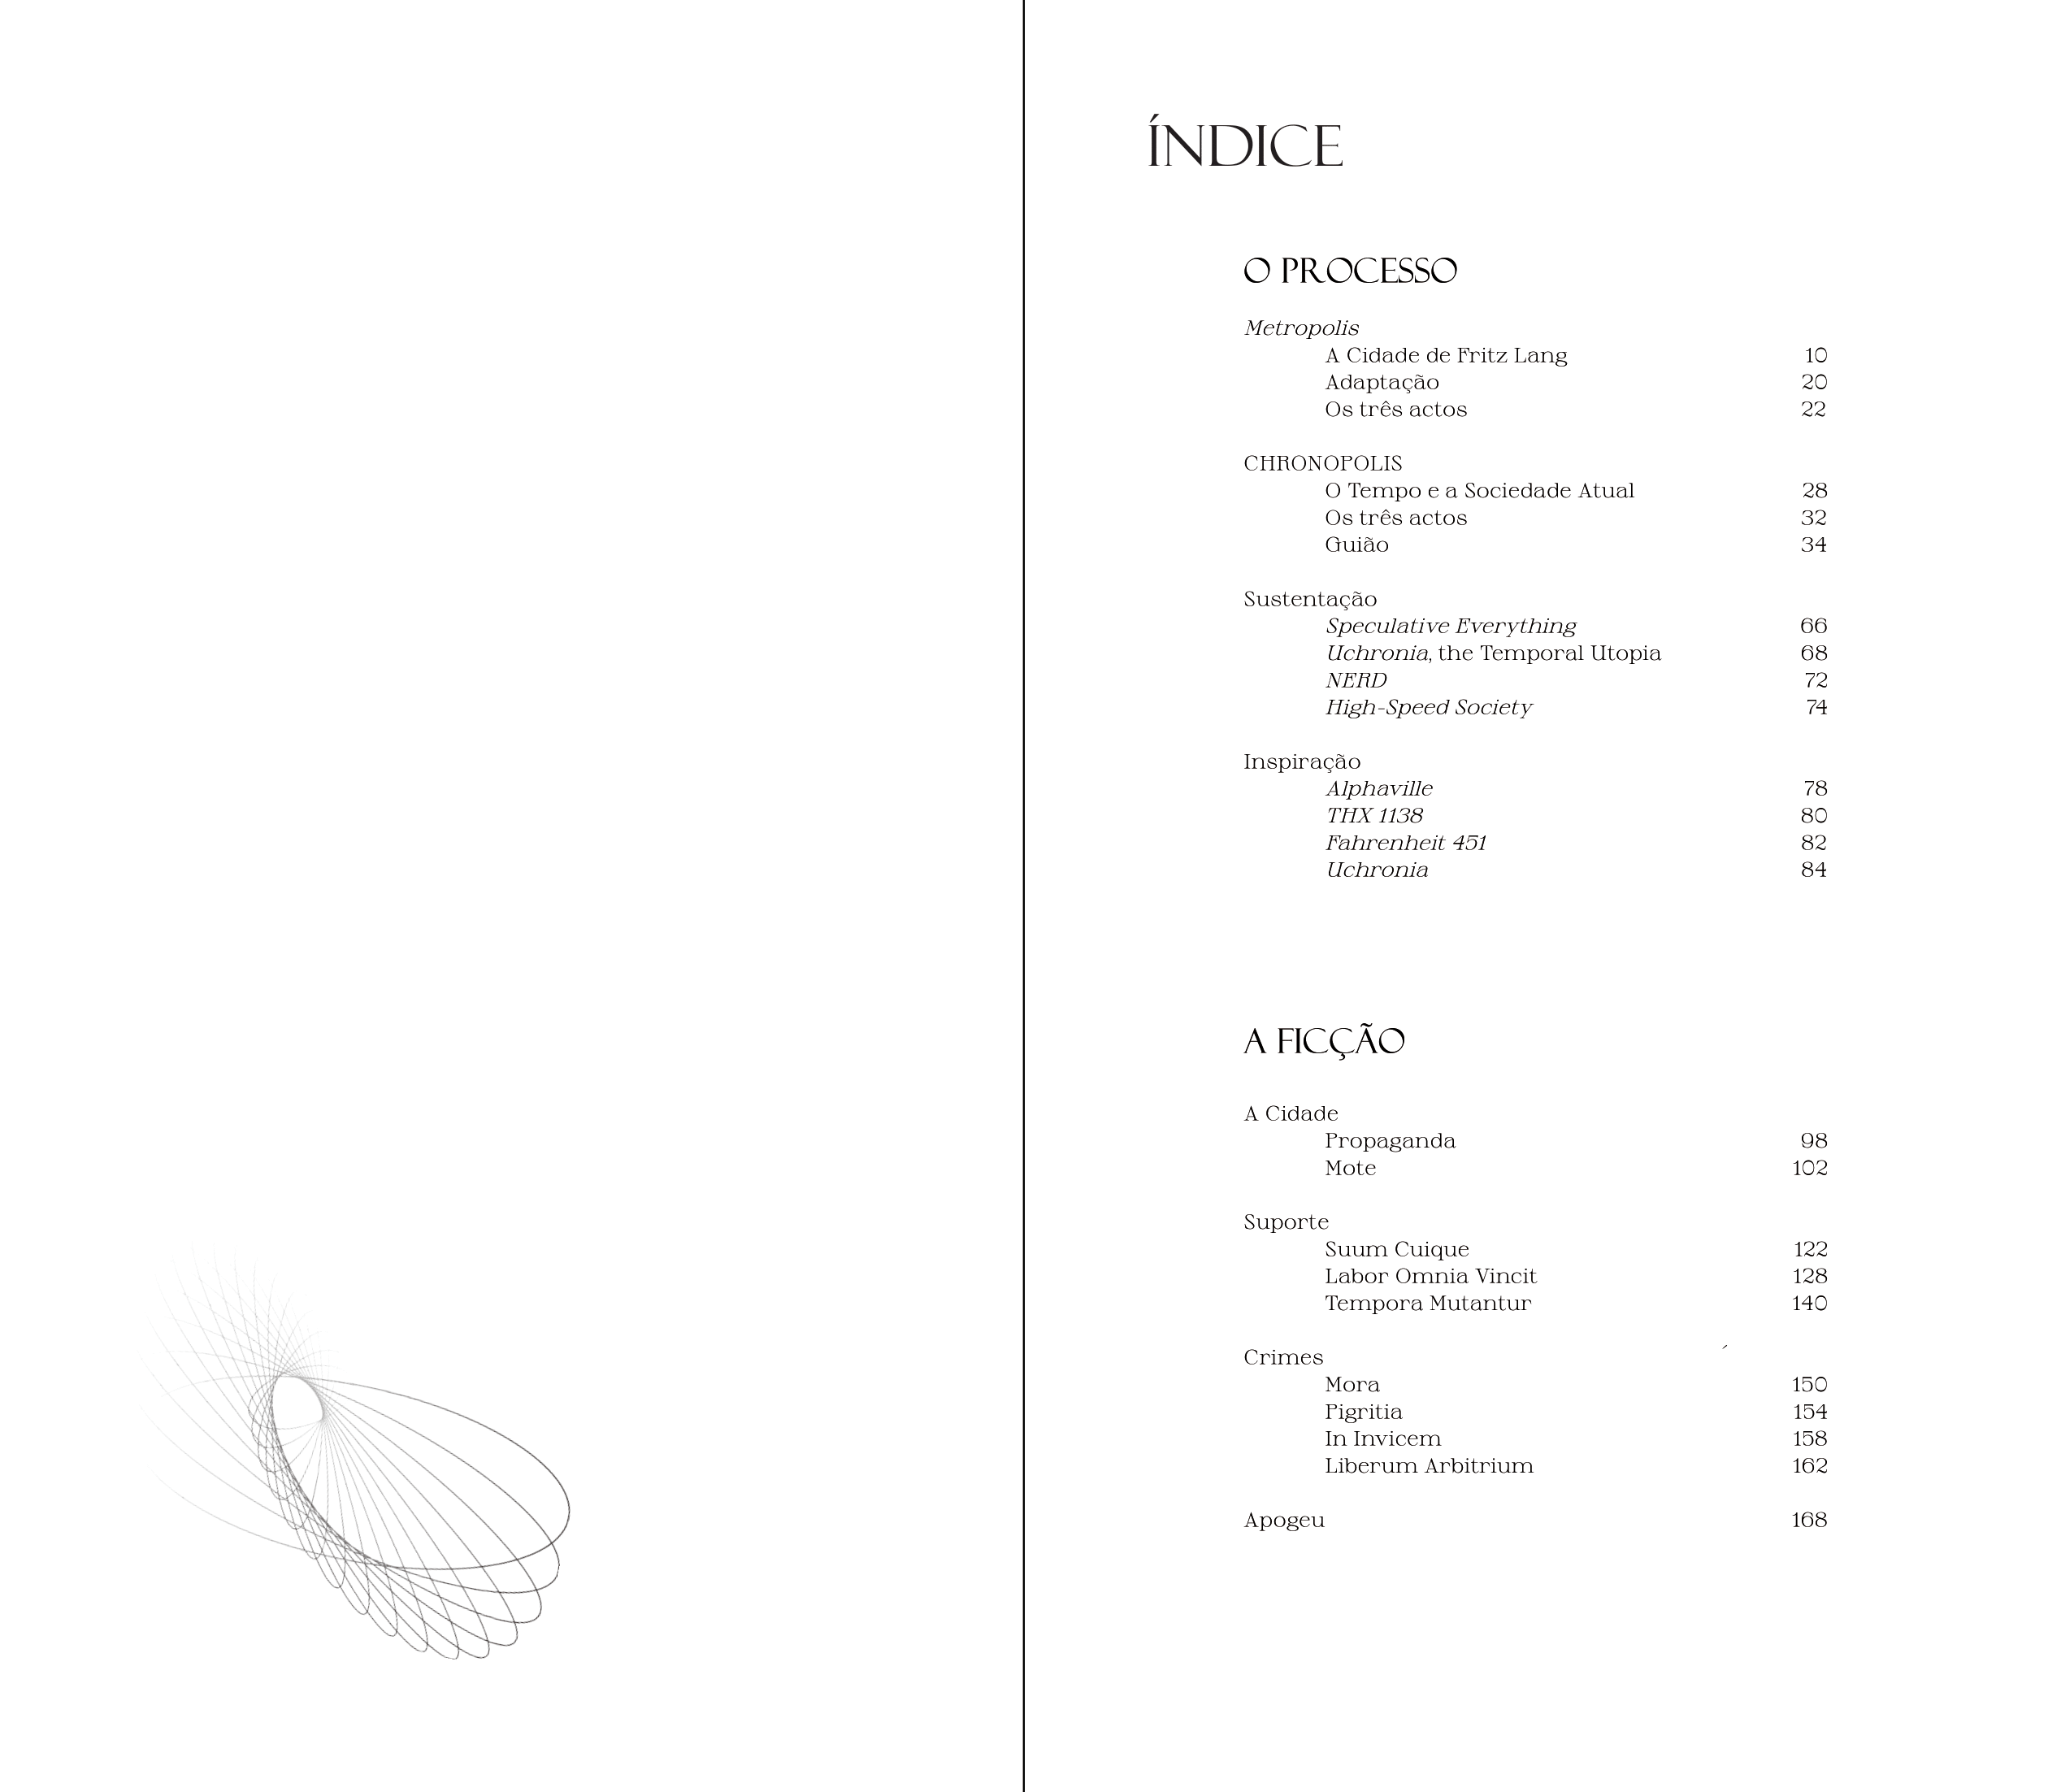 ÍNDICE
O PROCESSO
Metropolis
A Cidade de Fritz Lang 10
Adaptação 20
Os três actos 22
CHRONOPOLIS
O Tempo e a Sociedade Atual 28
Os três actos 32
Guião 34
Sustentação
Speculative Everything 66
Uchronia, the Temporal Utopia 68
NERD 72
High-Speed Society 74
Inspiração
Alphaville 78
THX 1138 80
Fahrenheit 451 82
Uchronia 84
A FICÇÃO
A Cidade
Propaganda 98
Mote 102
Suporte
Suum Cuique 122
Labor Omnia Vincit 128
Tempora Mutantur 140
Crimes
Mora 150
Pigritia 154
In Invicem 158
Liberum Arbitrium 162
Apogeu 168